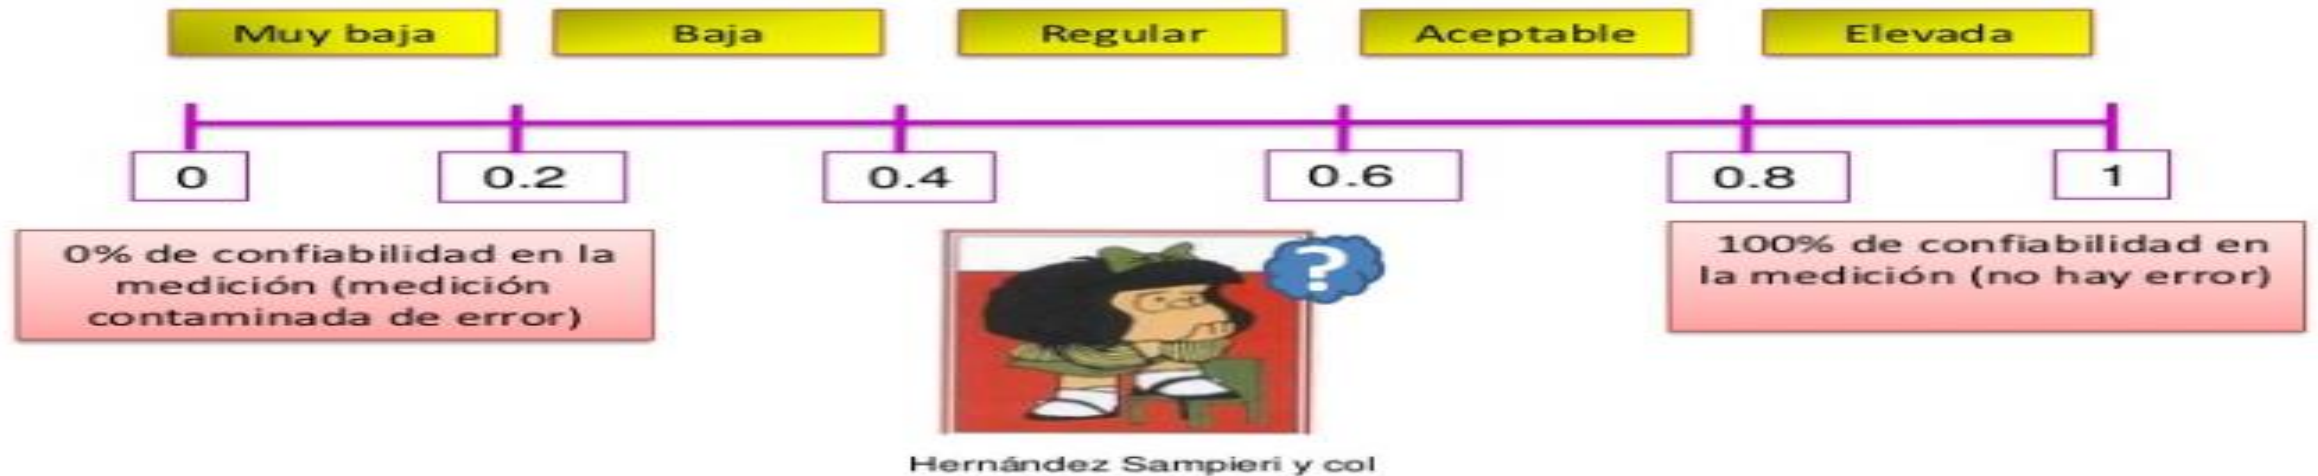 Muy baja
Baja
Regular
Aceptable
Elevada
0
0.2
0.4
0.6
0.8
1
0% de confiabilidad en la
medición (medición
contaminada de error)
?
100% de confiabilidad en
la medición (no hay error)
Hernández Sampieri y col